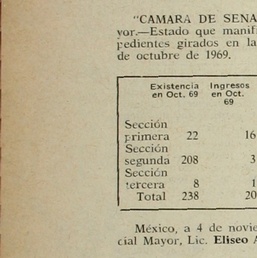 "CAMARA DE SENA
yor.—Estado que manif
pedientes girados en la
de octubre de 1969.
Existencia Ingresos
en Oct. 69 en Oct.
69
Sección
primera 22 16
Sección
segunda 208 3
Sección
tercera 8 1
Total 238 20
México, a 4 de novie
cial Mayor, Lic. Eliseo A